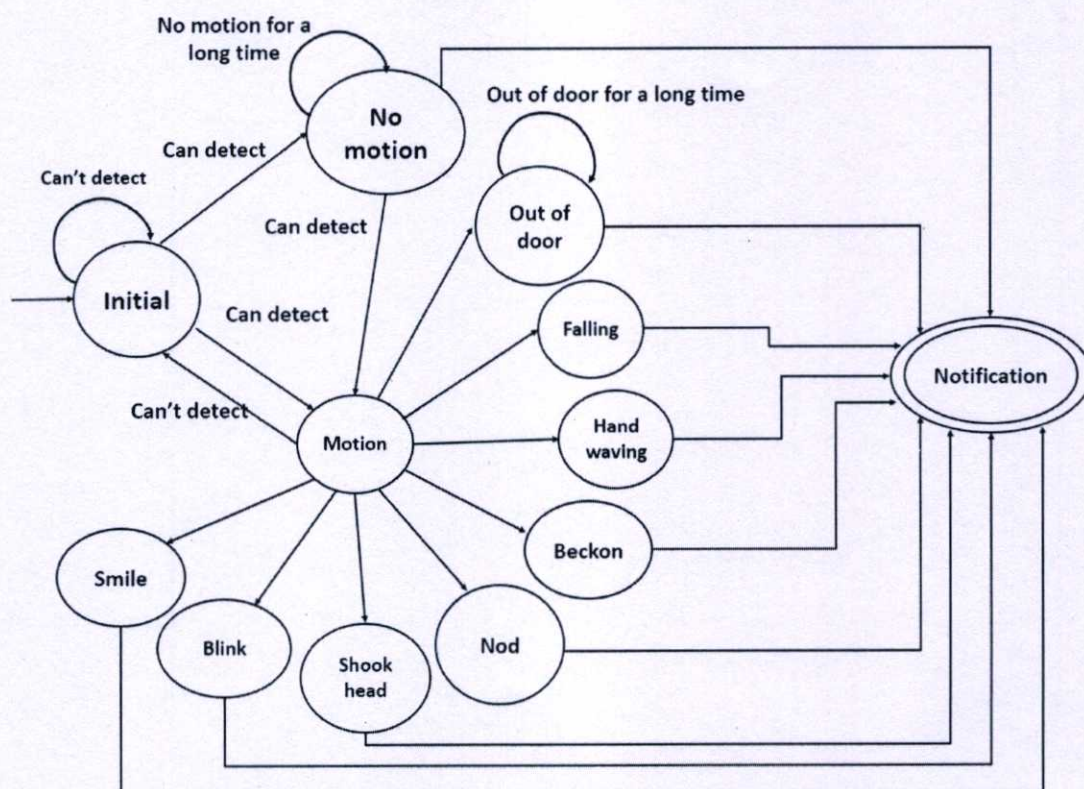 No motion for a
long time
No
motion
Out of door for a long time
Can detect
Can't detect
Out of
door
Can detect
Initial
Can detect
Falling
Notification
Can't detect
Motion
Hand
waving
Beckon
Smile
Blink
Shook
head
Nod